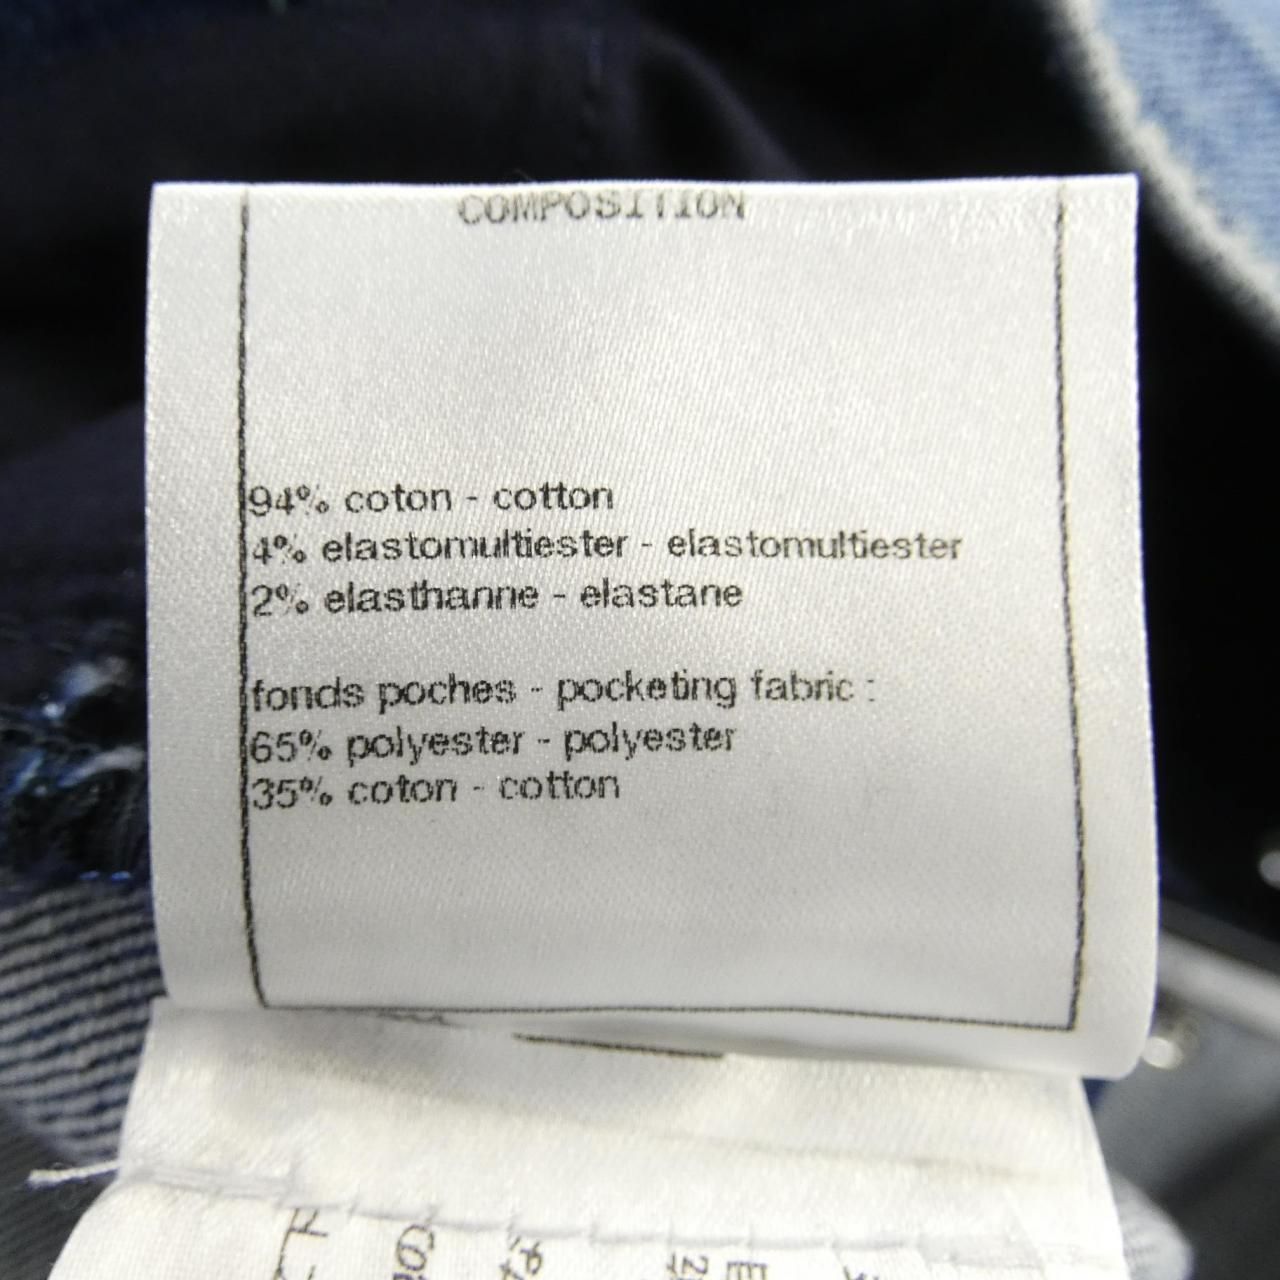 COMPOSITION
94% coton - cotton
4% elastomultiester - elastomultiester
2% elasthanne - elastane
fonds poches - pocketing fabric :
65% polyester - polyester
35% coton - cotton